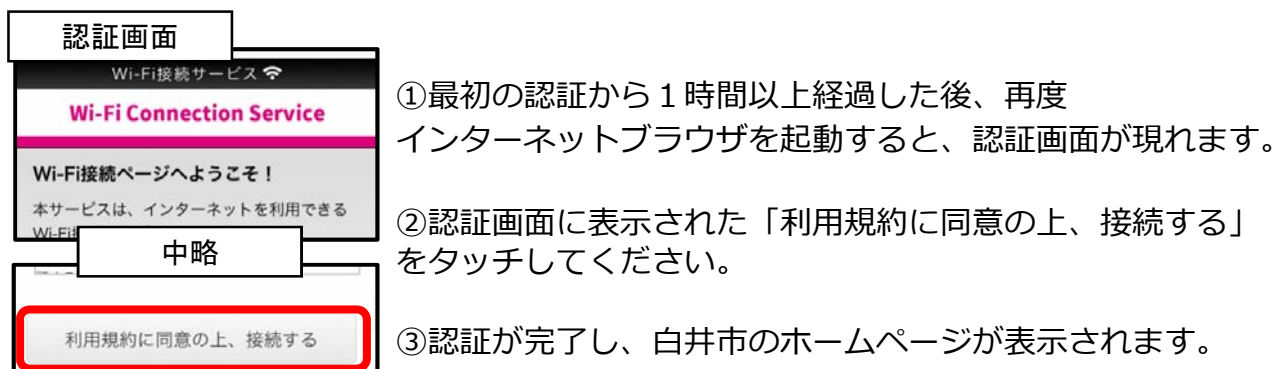 認証画面
Wi-Fi接続サービス
Wi-Fi Connection Service
Wi-Fi接続ページへようこそ！
本サービスは、インターネットを利用できる
中略
利用規約に同意の上、接続する
①最初の認証から１時間以上経過した後、再度
インターネットブラウザを起動すると、認証画面が現れます。
②認証画面に表示された「利用規約に同意の上、接続する」
をタッチしてください。
③認証が完了し、白井市のホームページが表示されます。